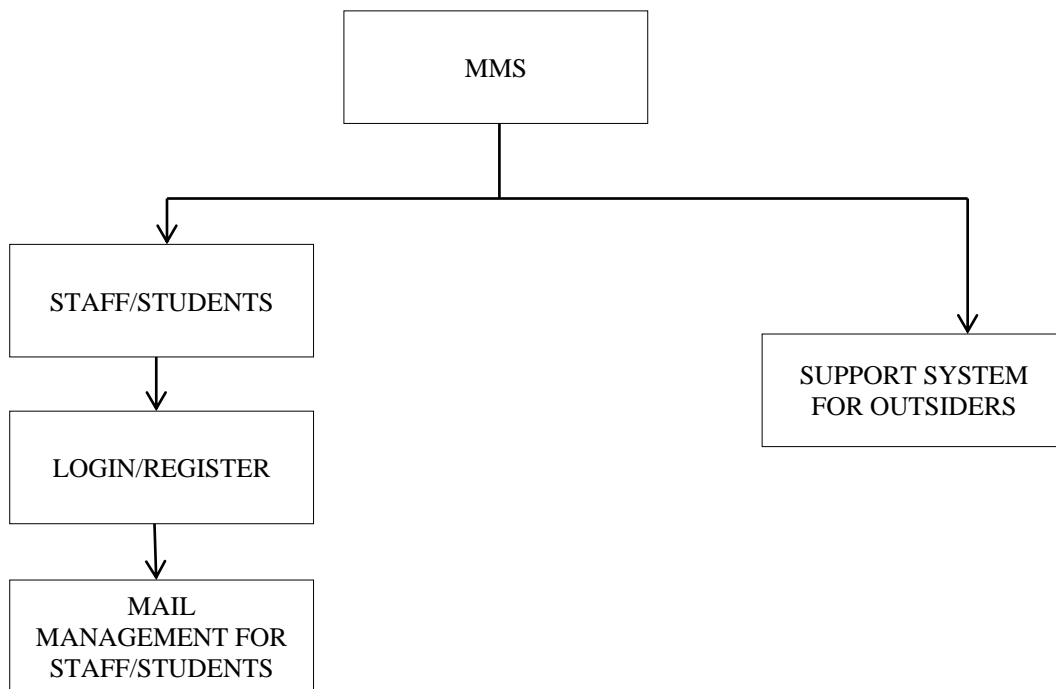 MMS
STAFF/STUDENTS
SUPPORT SYSTEM
FOR OUTSIDERS
LOGIN/REGISTER
MAIL
MANAGEMENT FOR
STAFF/STUDENTS